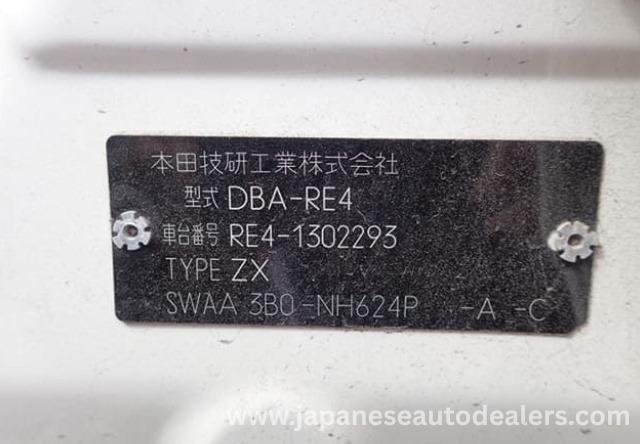 本田技研工業株式会社
型式 DBA-RE4
車台番号 RE4-1302293
TYPE ZX
SWAA 3B0-NH624P -A -C
www.japaneseautodealers.com